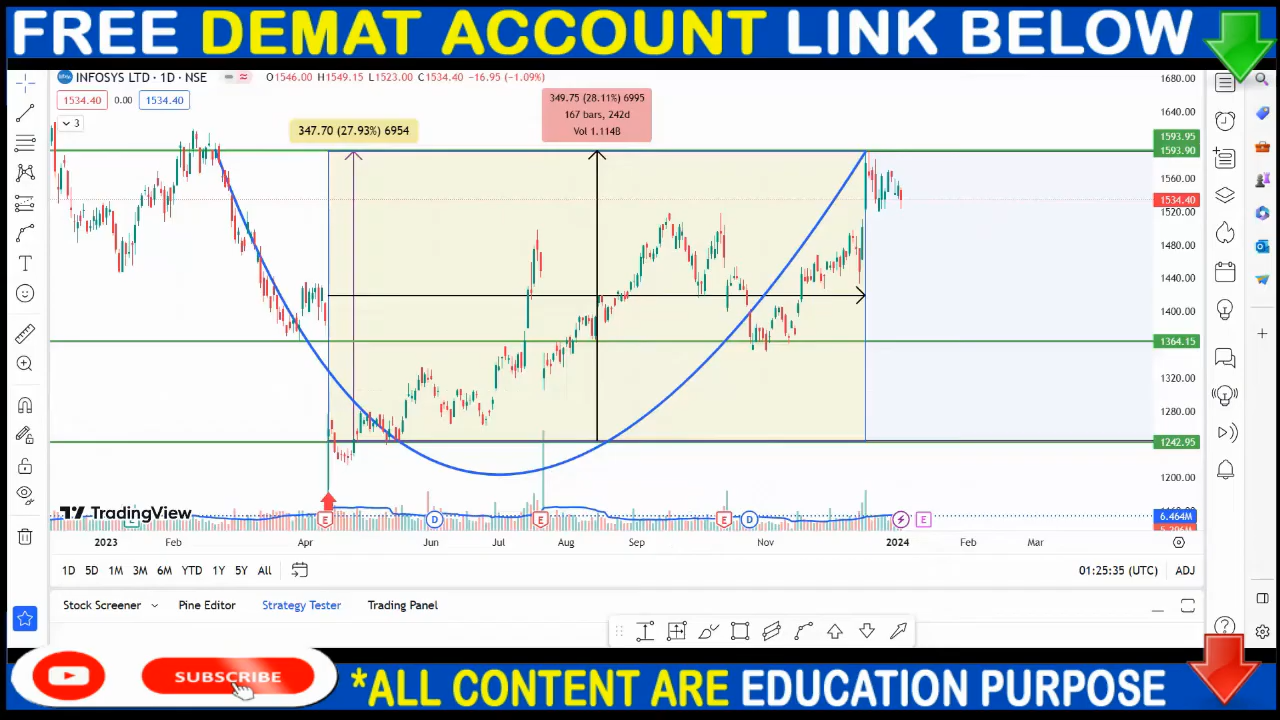 FREE DEMAT ACCOUNT LINK BELOW
INFOSYS LTD · 1D · NSE O1546.00 H1549.15 L1523.00 C1534.40 −16.95 (−1.09%)
1534.40 0.00 1534.40
3
347.70 (27.93%) 6954
349.75 (28.11%) 6995
167 bars, 242d
Vol 1.114B
1680.00
1640.00
1593.95
1593.90
1560.00
1534.40
1520.00
1480.00
1440.00
1400.00
1364.15
1320.00
1280.00
1242.95
1200.00
6.464M
TradingView
E D E E D E
2023 Feb Apr Jun Jul Aug Sep Nov 2024 Feb Mar
1D 5D 1M 3M 6M YTD 1Y 5Y All 01:25:35 (UTC) ADJ
Stock Screener Pine Editor Strategy Tester Trading Panel
SUBSCRIBE
*ALL CONTENT ARE EDUCATION PURPOSE